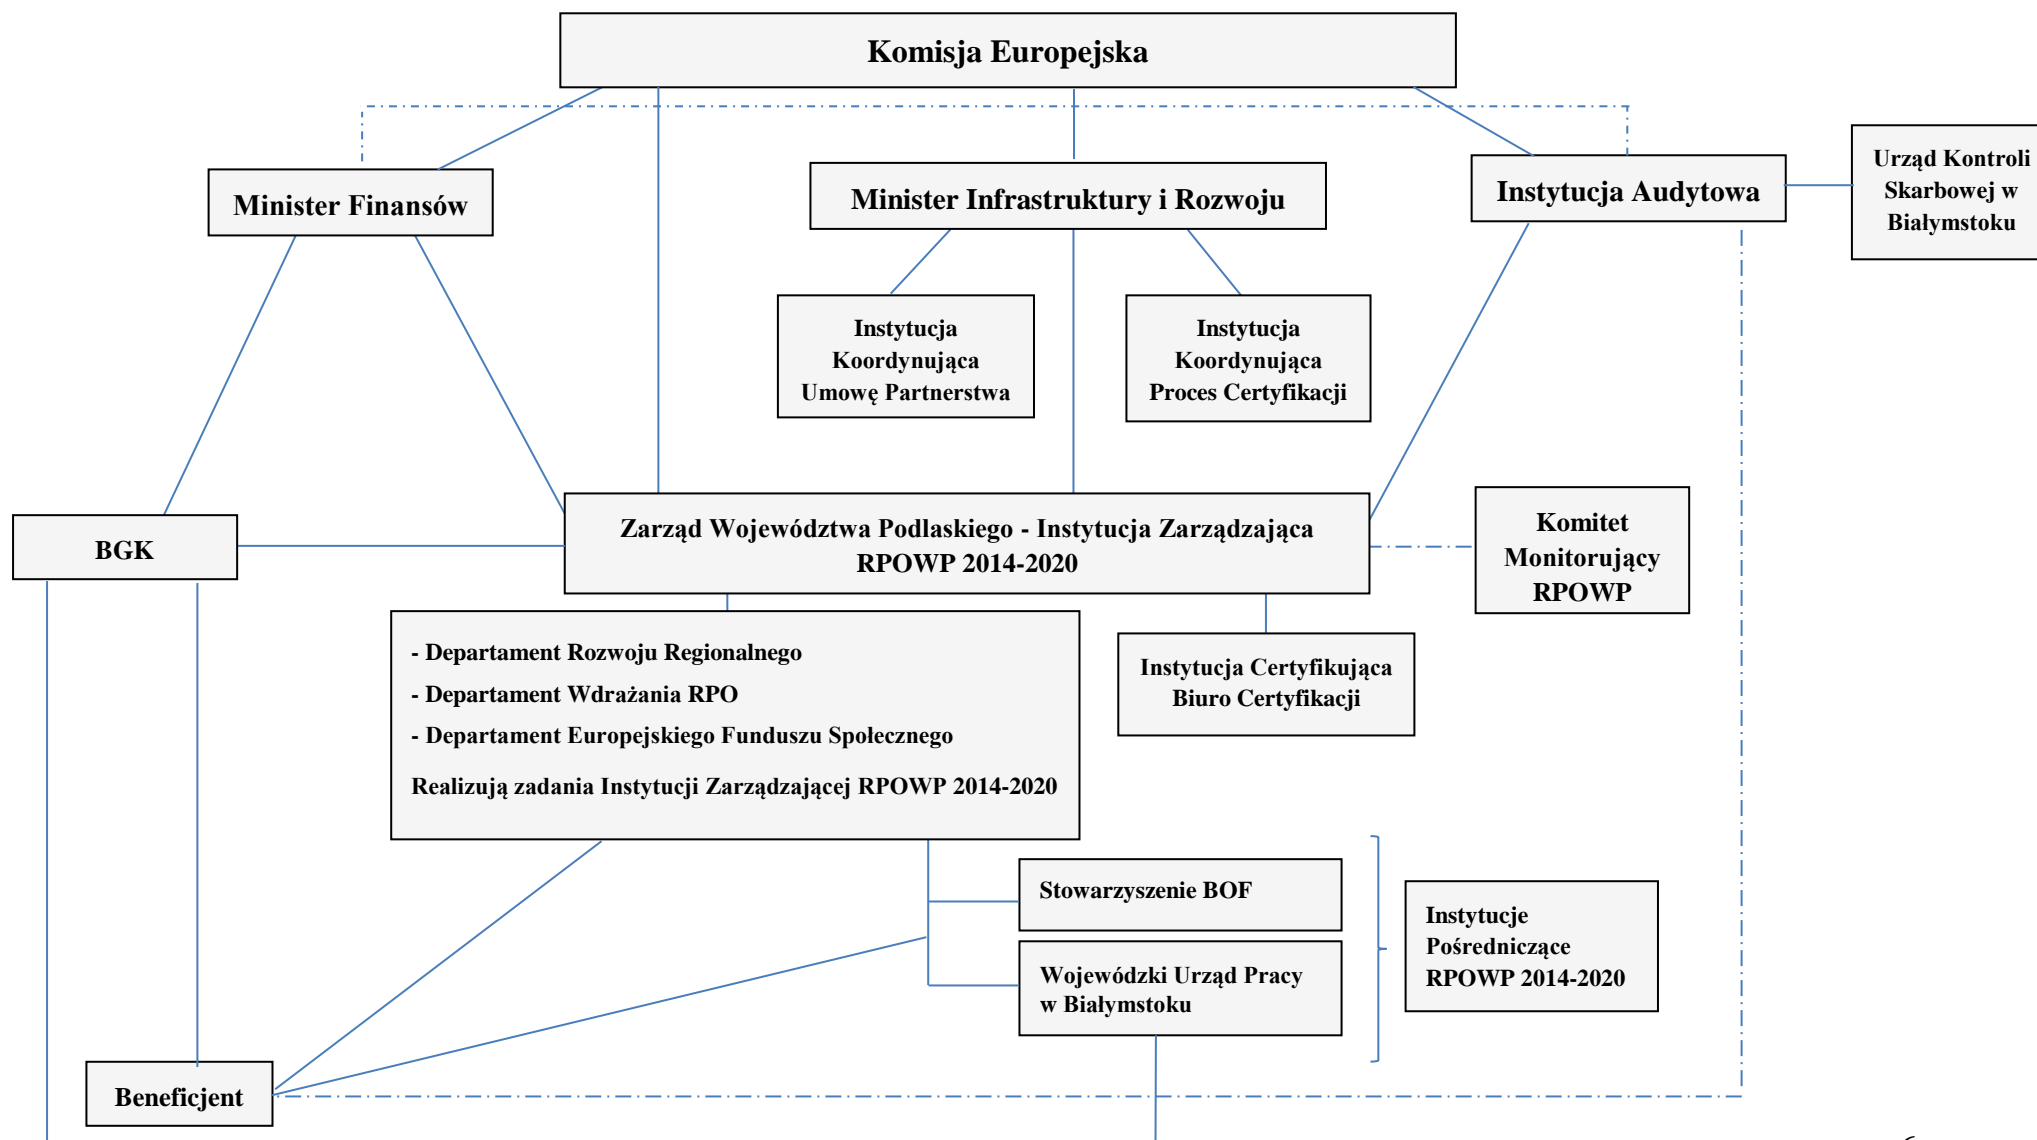 Komisja Europejska
Minister Finansów
Minister Infrastruktury i Rozwoju
Instytucja Audytowa
Urząd Kontroli
Skarbowej w
Białymstoku
Instytucja
Koordynująca
Umowę Partnerstwa
Instytucja
Koordynująca
Proces Certyfikacji
BGK
Zarząd Województwa Podlaskiego - Instytucja Zarządzająca
RPOWP 2014-2020
Komitet
Monitorujący
RPOWP
- Departament Rozwoju Regionalnego
- Departament Wdrażania RPO
- Departament Europejskiego Funduszu Społecznego
Realizują zadania Instytucji Zarządzającej RPOWP 2014-2020
Instytucja Certyfikująca
Biuro Certyfikacji
Stowarzyszenie BOF
Wojewódzki Urząd Pracy
w Białymstoku
Instytucje
Pośredniczące
RPOWP 2014-2020
Beneficjent